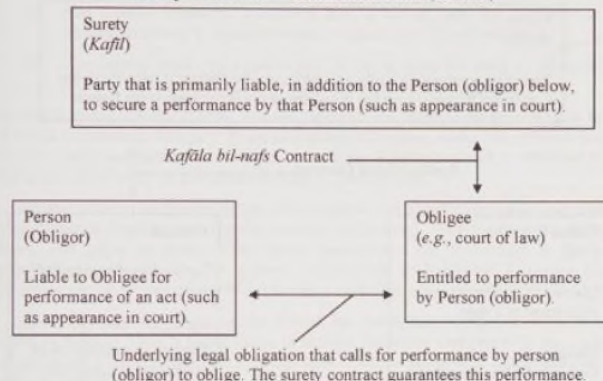 Surety
(Kafīl)
Party that is primarily liable, in addition to the Person (obligor) below,
to secure a performance by that Person (such as appearance in court).
Kafāla bil-nafs Contract
Person
(Obligor)
Liable to Obligee for
performance of an act (such
as appearance in court)
Obligee
(e.g., court of law)
Entitled to performance
by Person (obligor).
Underlying legal obligation that calls for performance by person
(obligor) to oblige. The surety contract guarantees this performance.